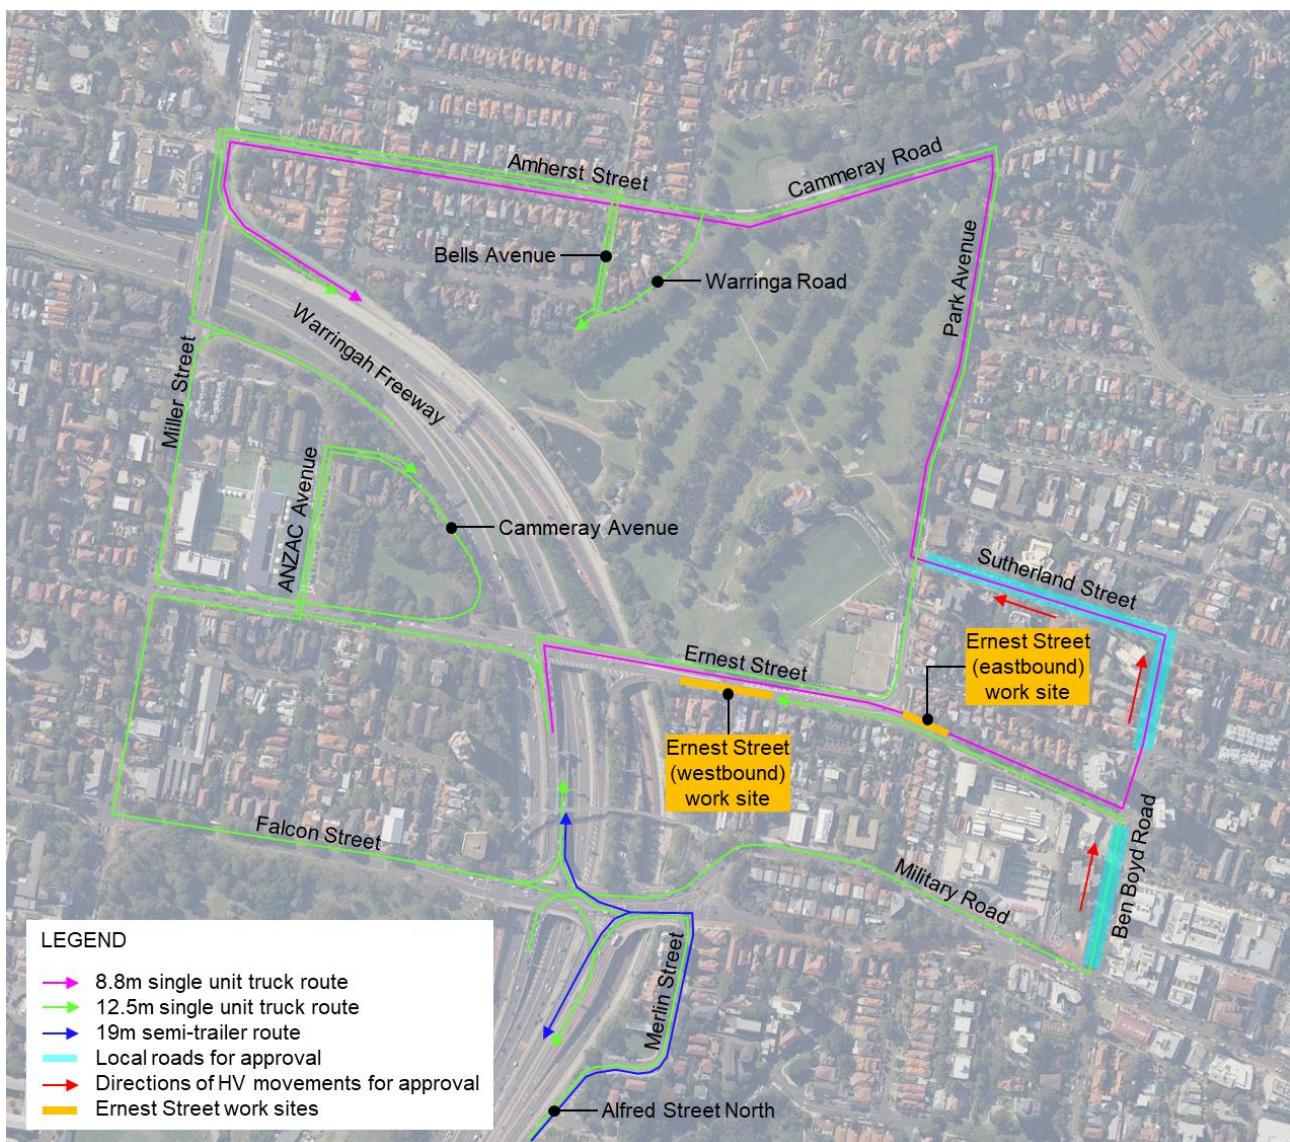 Amherst Street
Cammeray Road
Bells Avenue
Warringa Road
Park Avenue
Warringah Freeway
Miller Street
ANZAC Avenue
Cammeray Avenue
Sutherland Street
Ernest Street
(eastbound)
work site
Ernest Street
Ernest Street
(westbound)
work site
Falcon Street
Military Road
Ben Boyd Road
Merlin Street
Alfred Street North
LEGEND
8.8m single unit truck route
12.5m single unit truck route
19m semi-trailer route
Local roads for approval
Directions of HV movements for approval
Ernest Street work sites